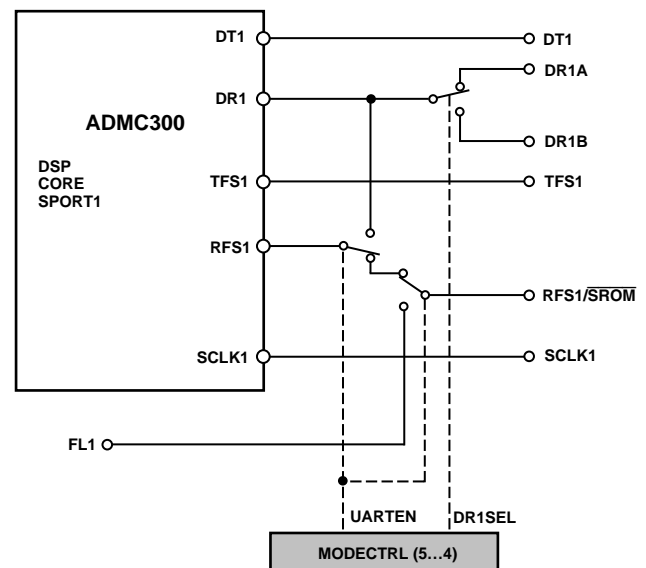 DT1
DT1
DR1A
DR1
ADMC300
DR1B
DSP
CORE
SPORT1
TFS1
TFS1
RFS1
RFS1/S̅R̅O̅M̅
SCLK1
SCLK1
FL1
UARTEN
DR1SEL
MODECTRL (5...4)